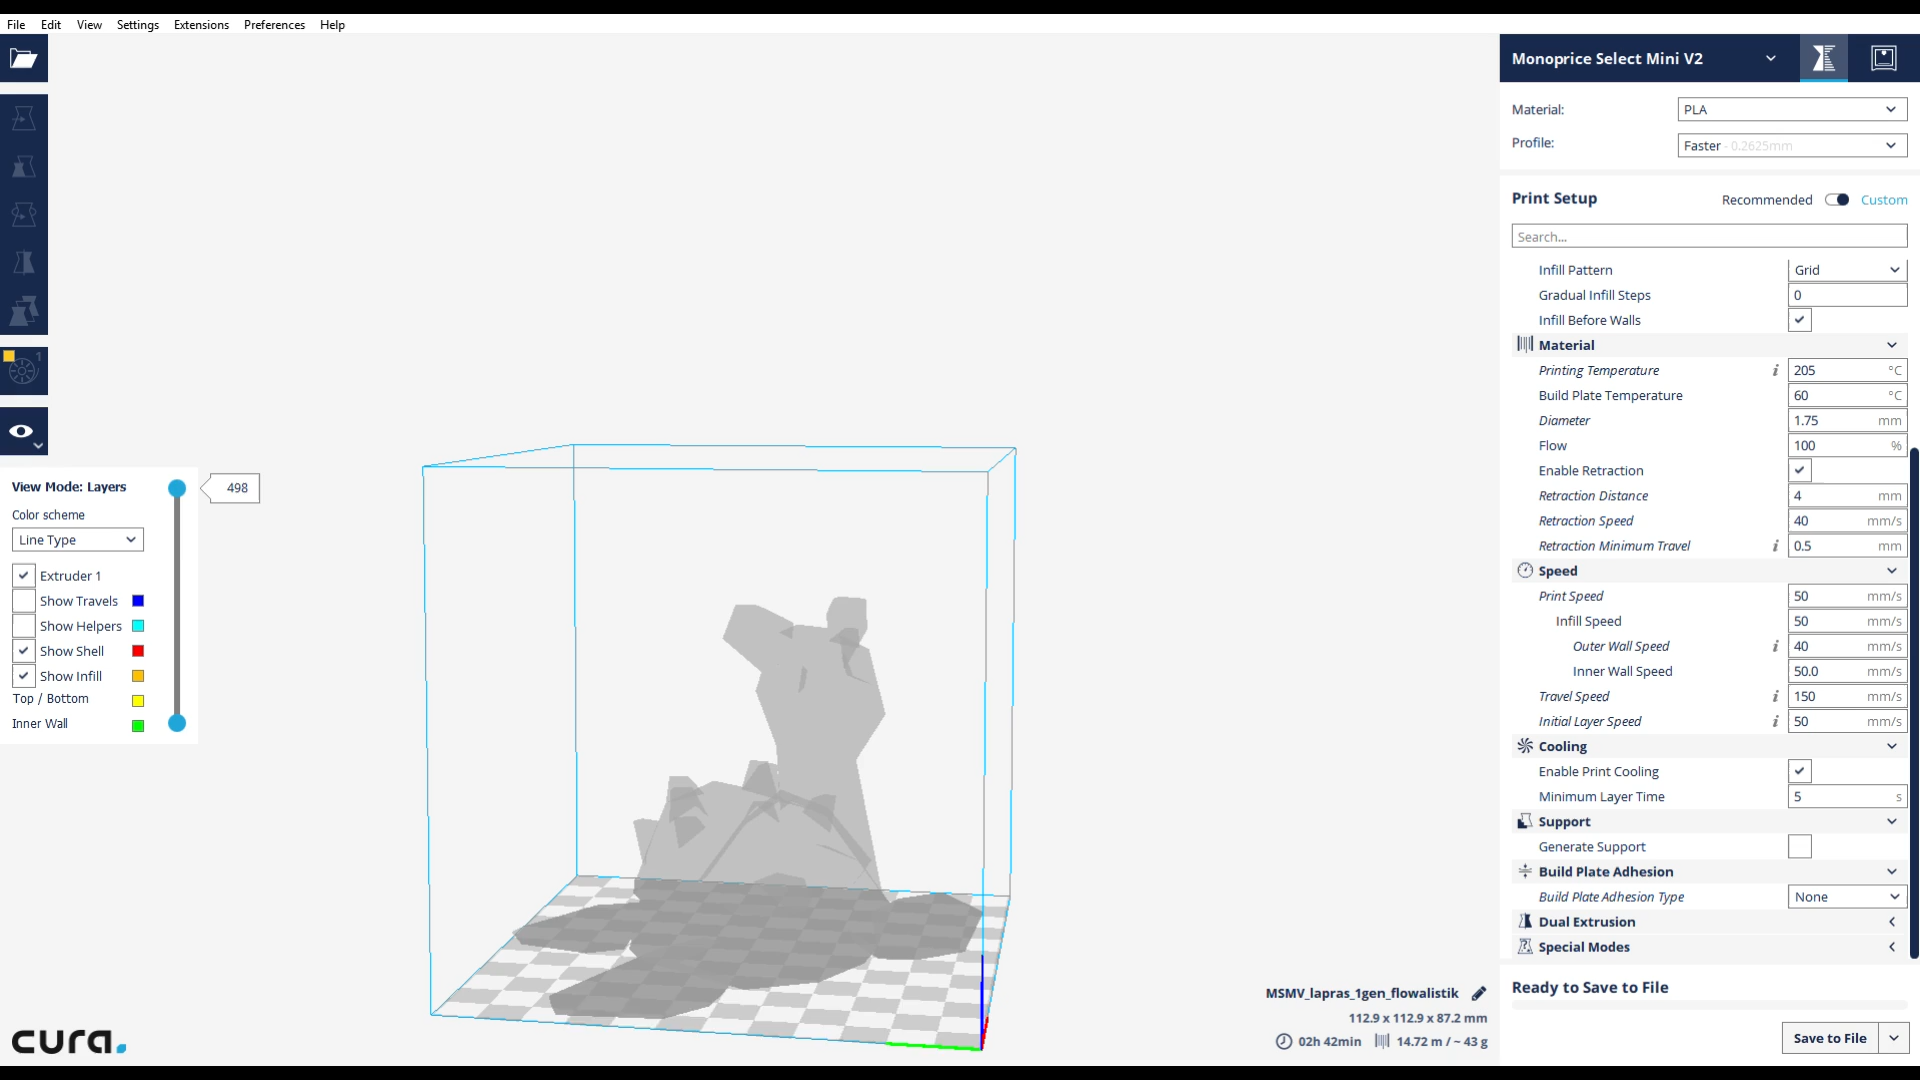 File Edit View Settings Extensions Preferences Help
Monoprice Select Mini V2
Material: PLA
Profile: Faster - 0.2625mm
Print Setup Recommended Custom
Search...
Infill Pattern Grid
Gradual Infill Steps 0
Infill Before Walls
Material
Printing Temperature i 205 °C
Build Plate Temperature 60 °C
Diameter 1.75 mm
Flow 100 %
Enable Retraction
Retraction Distance 4 mm
Retraction Speed 40 mm/s
Retraction Minimum Travel i 0.5 mm
Speed
Print Speed 50 mm/s
Infill Speed 50 mm/s
Outer Wall Speed i 40 mm/s
Inner Wall Speed 50.0 mm/s
Travel Speed i 150 mm/s
Initial Layer Speed i 50 mm/s
Cooling
Enable Print Cooling
Minimum Layer Time 5 s
Support
Generate Support
Build Plate Adhesion
Build Plate Adhesion Type None
Dual Extrusion
Special Modes
Ready to Save to File
Save to File
1
View Mode: Layers
498
Color scheme
Line Type
Extruder 1
Show Travels
Show Helpers
Show Shell
Show Infill
Top / Bottom
Inner Wall
MSMV_lapras_1gen_flowalistik
112.9 x 112.9 x 87.2 mm
02h 42min 14.72 m / ~ 43 g
cura.